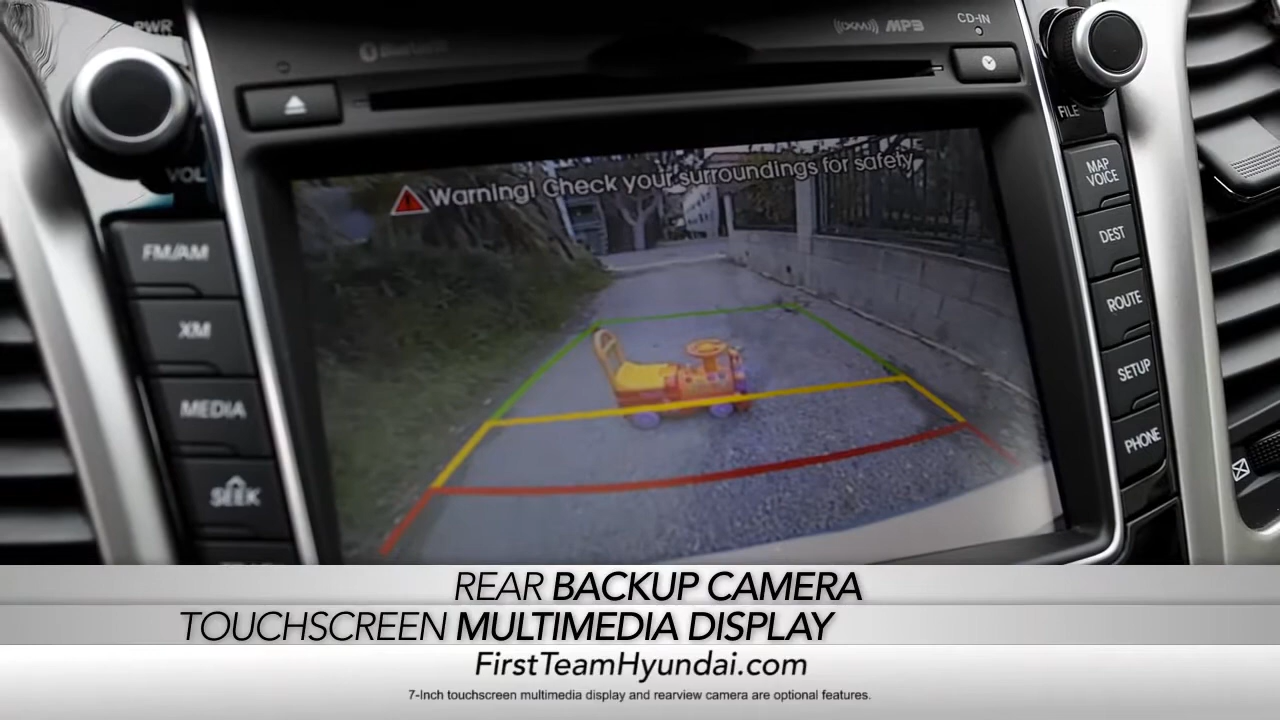 PWR
Bluetooth
((XM)) MP3
CD-IN
VOL
FILE
FM/AM
XM
MEDIA
SEEK
MAP
VOICE
DEST
ROUTE
SETUP
PHONE
Warning! Check your surroundings for safety
REAR BACKUP CAMERA
TOUCHSCREEN MULTIMEDIA DISPLAY
FirstTeamHyundai.com
7-Inch touchscreen multimedia display and rearview camera are optional features.